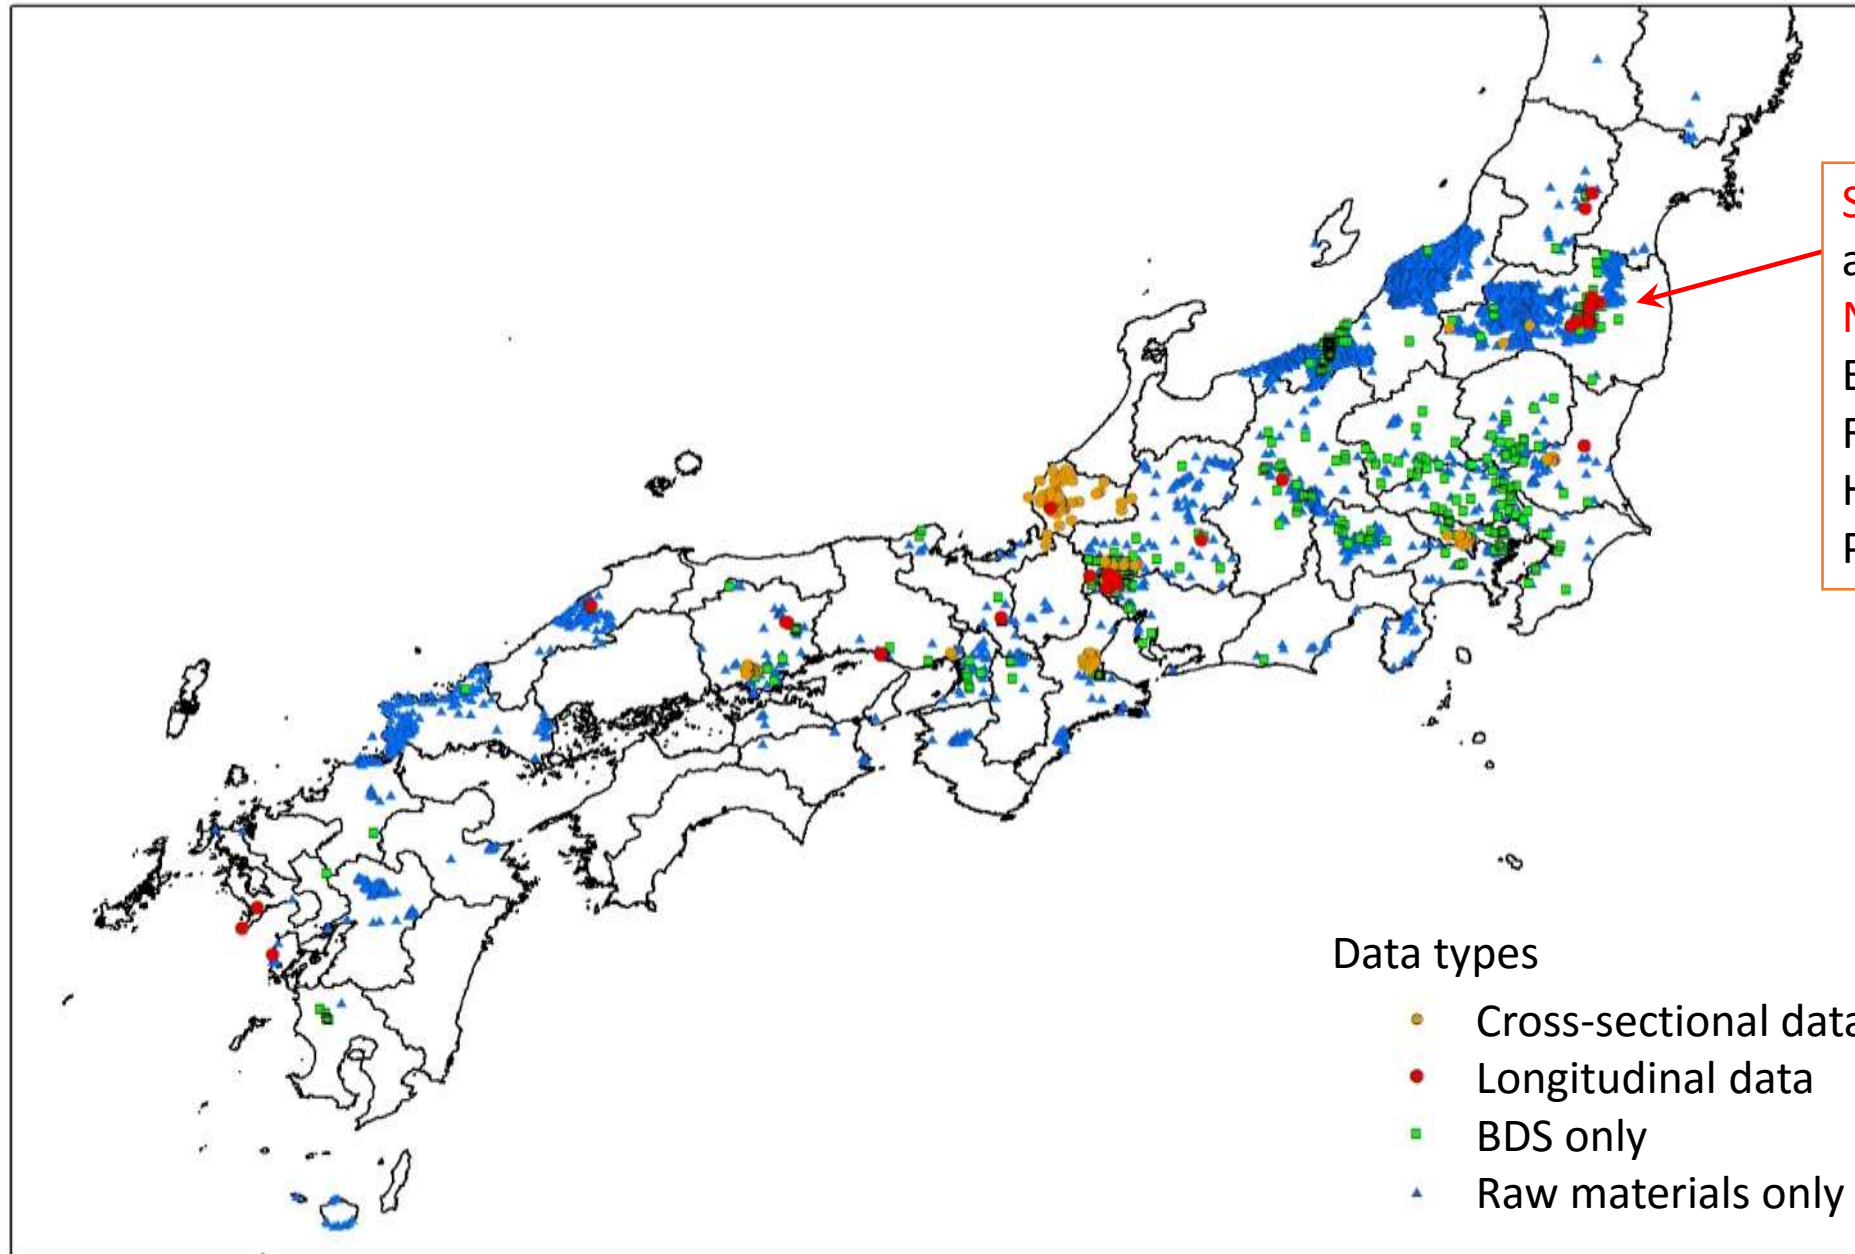 Data types
Cross-sectional data
Longitudinal data
BDS only
Raw materials only